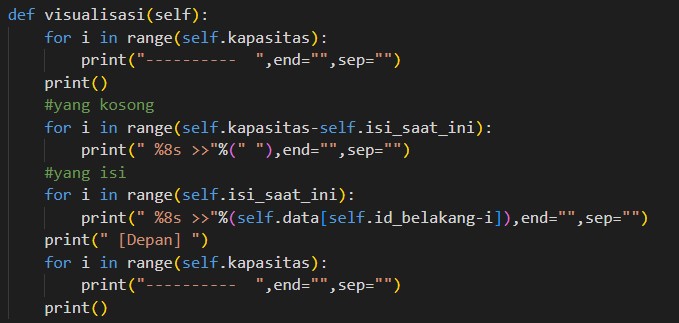 def visualisasi(self):
    for i in range(self.kapasitas):
        print("----------  ",end="",sep="")
    print()
    #yang kosong
    for i in range(self.kapasitas-self.isi_saat_ini):
        print(" %8s >>"%(" "),end="",sep="")
    #yang isi
    for i in range(self.isi_saat_ini):
        print(" %8s >>"%(self.data[self.id_belakang-i]),end="",sep="")
    print(" [Depan] ")
    for i in range(self.kapasitas):
        print("----------  ",end="",sep="")
    print()